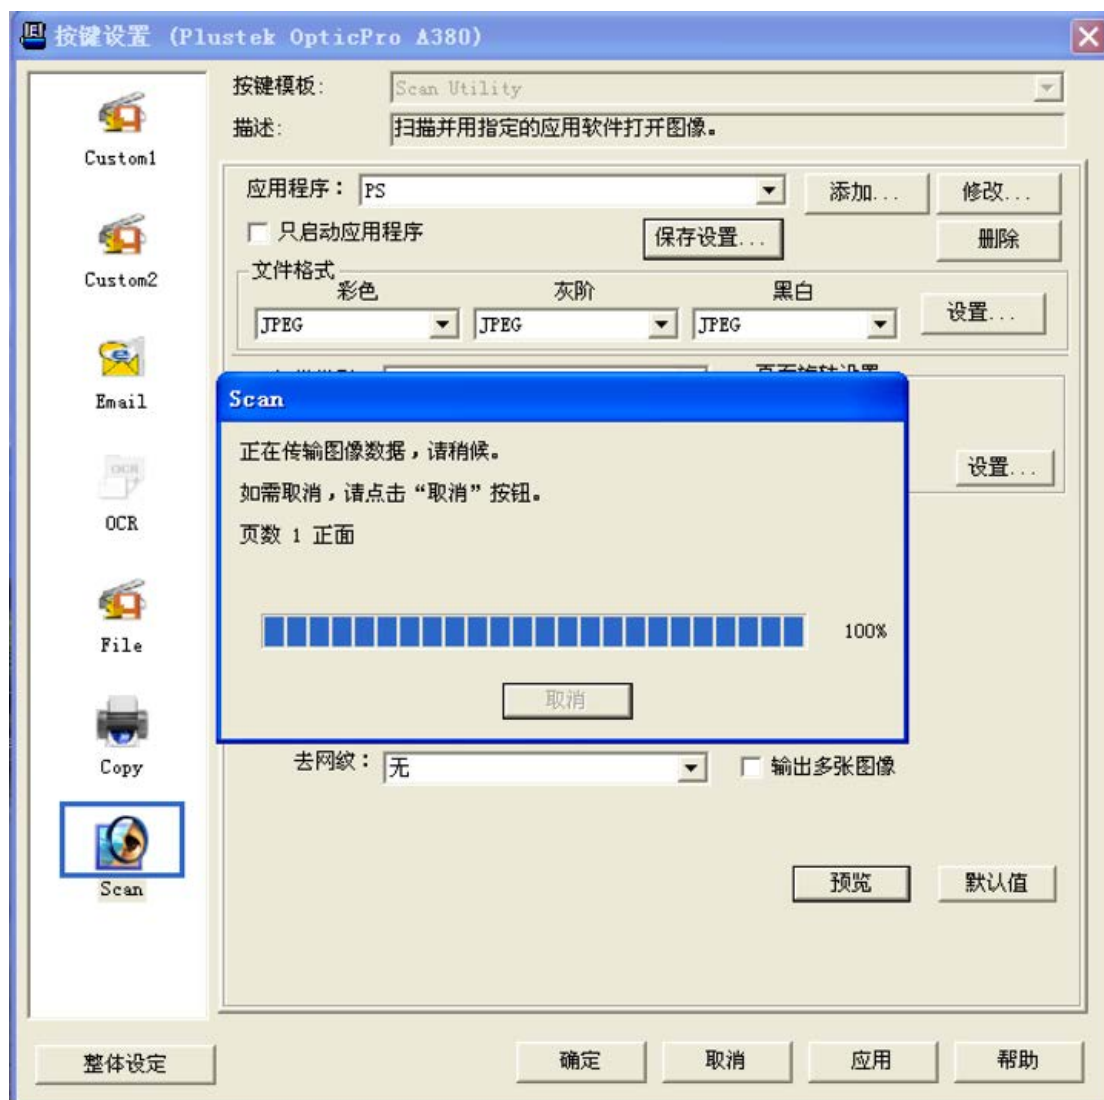 按键设置 (Plustek OpticPro A380)
按键模板: Scan Utility
描述: 扫描并用指定的应用软件打开图像。
Custom1
应用程序： PS 添加... 修改...
只启动应用程序 保存设置... 删除
文件格式
彩色 灰阶 黑白
JPEG JPEG JPEG 设置...
Custom2
Email
OCR
File
Copy
Scan
页面旋转设置
设置...
Scan
正在传输图像数据，请稍候。
如需取消，请点击“取消”按钮。
页数 1 正面
100%
取消
去网纹： 无 输出多张图像
预览 默认值
整体设定 确定 取消 应用 帮助